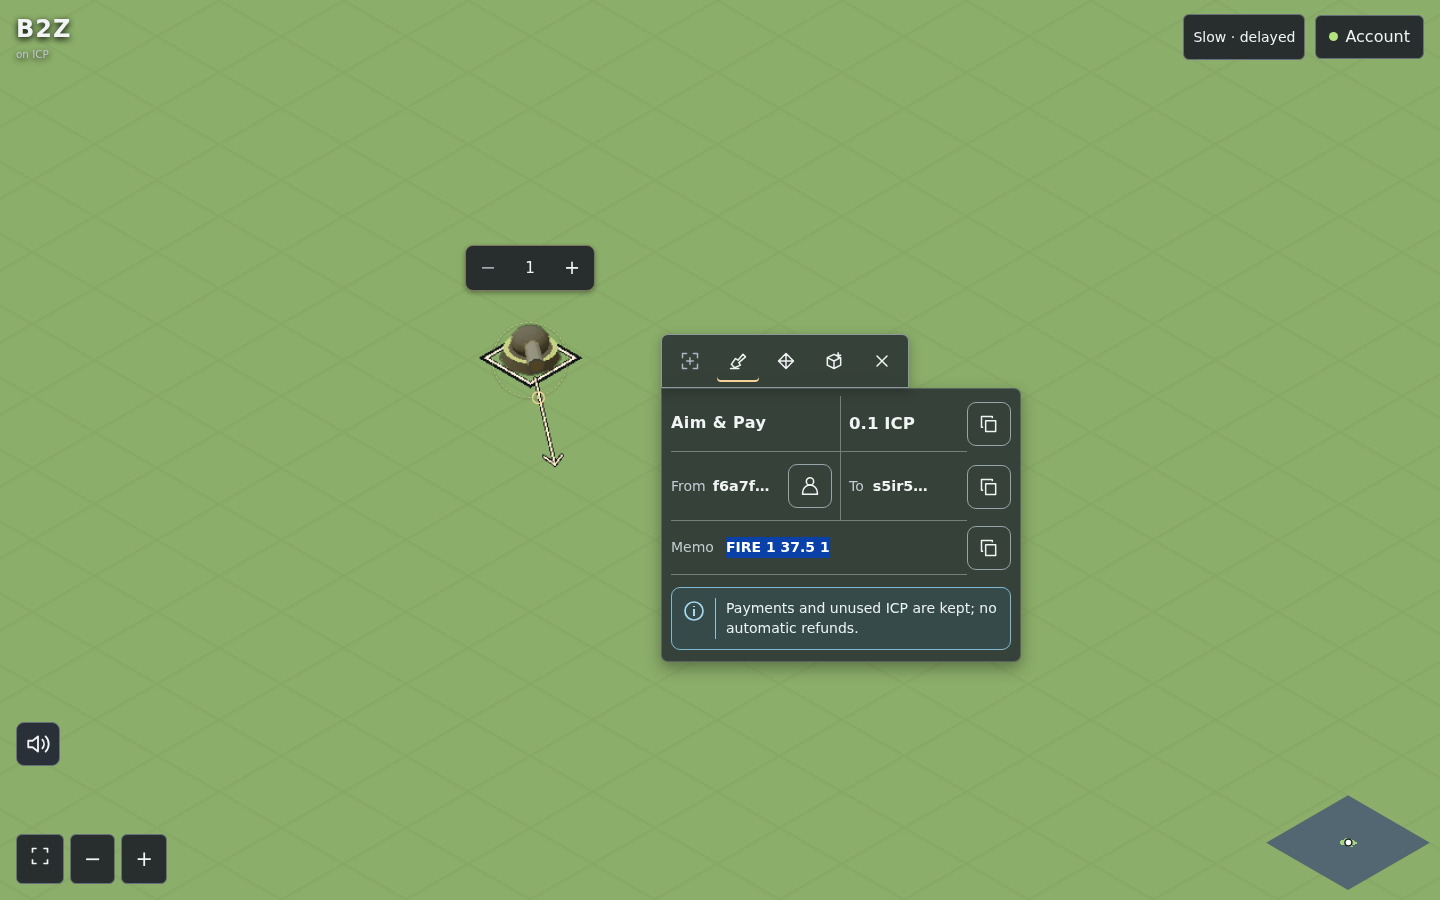 B2Z
on ICP
Slow · delayed
Account
− 1 +
Aim & Pay
0.1 ICP
From f6a7f…
To s5ir5…
Memo FIRE 1 37.5 1
Payments and unused ICP are kept; no
automatic refunds.
− +